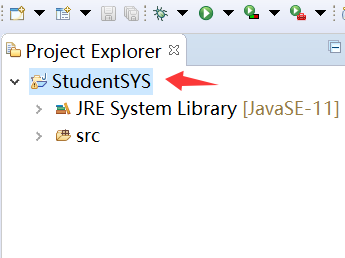 Project Explorer
StudentSYS
JRE System Library [JavaSE-11]
src